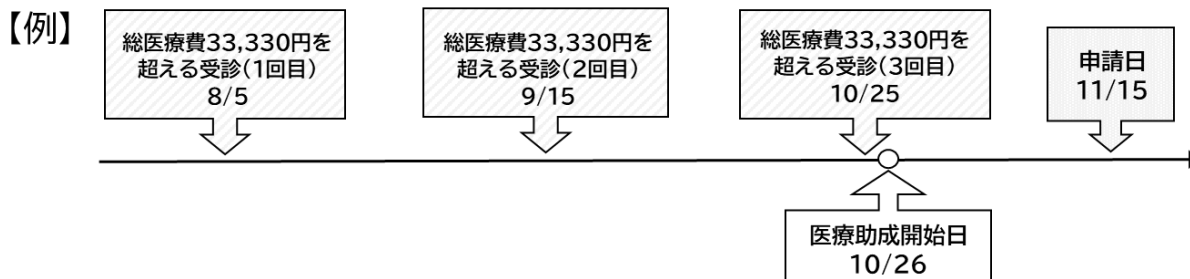 【例】
総医療費33,330円を
超える受診(1回目)
8/5
総医療費33,330円を
超える受診(2回目)
9/15
総医療費33,330円を
超える受診(3回目)
10/25
申請日
11/15
医療助成開始日
10/26